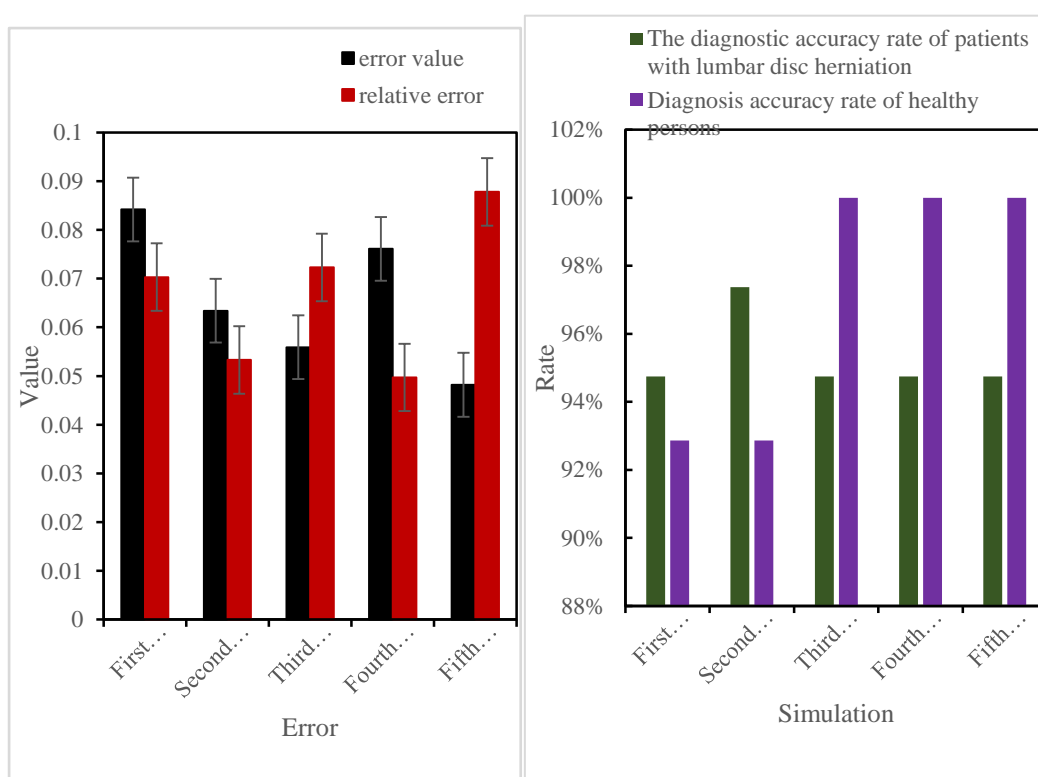 error value
relative error
0.1
0.09
0.08
0.07
0.06
0.05
0.04
0.03
0.02
0.01
0
Value
First…
Second…
Third…
Fourth…
Fifth…
Error
The diagnostic accuracy rate of patients
with lumbar disc herniation
Diagnosis accuracy rate of healthy
persons
102%
100%
98%
96%
94%
92%
90%
88%
Rate
First…
Second…
Third…
Fourth…
Fifth…
Simulation